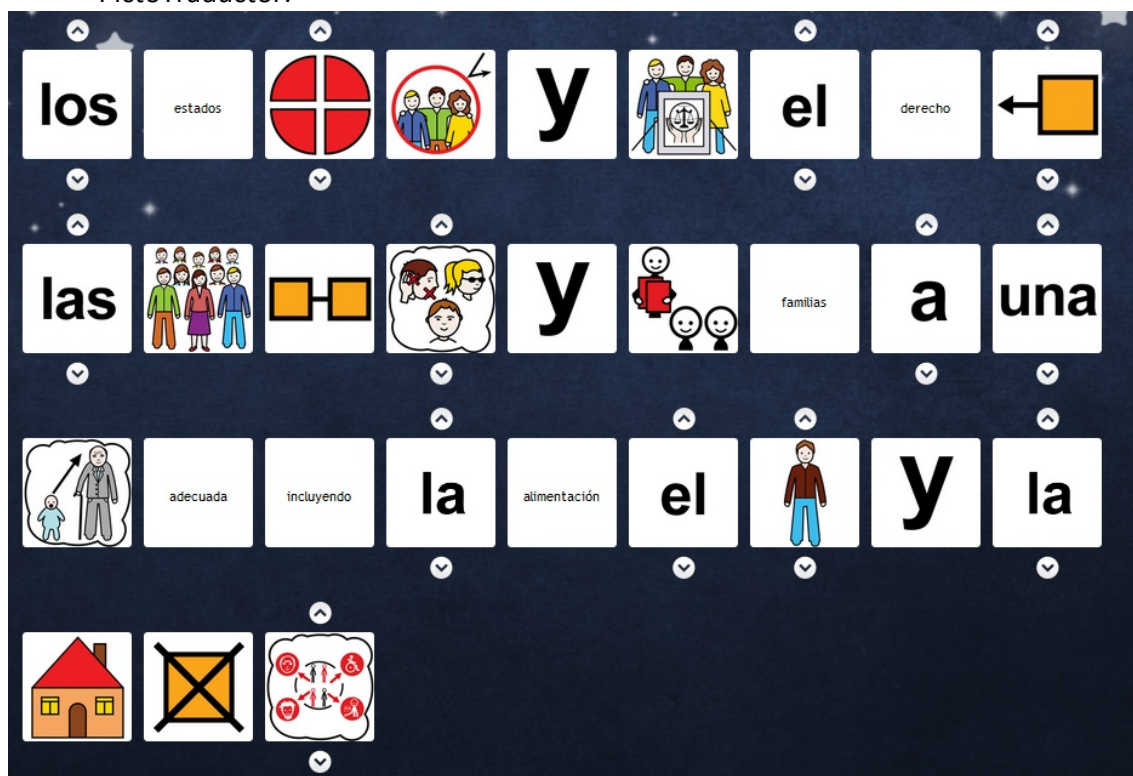 PictoTraductor:
los estados y el derecho
las y familias a una
adecuada incluyendo la alimentación el y la